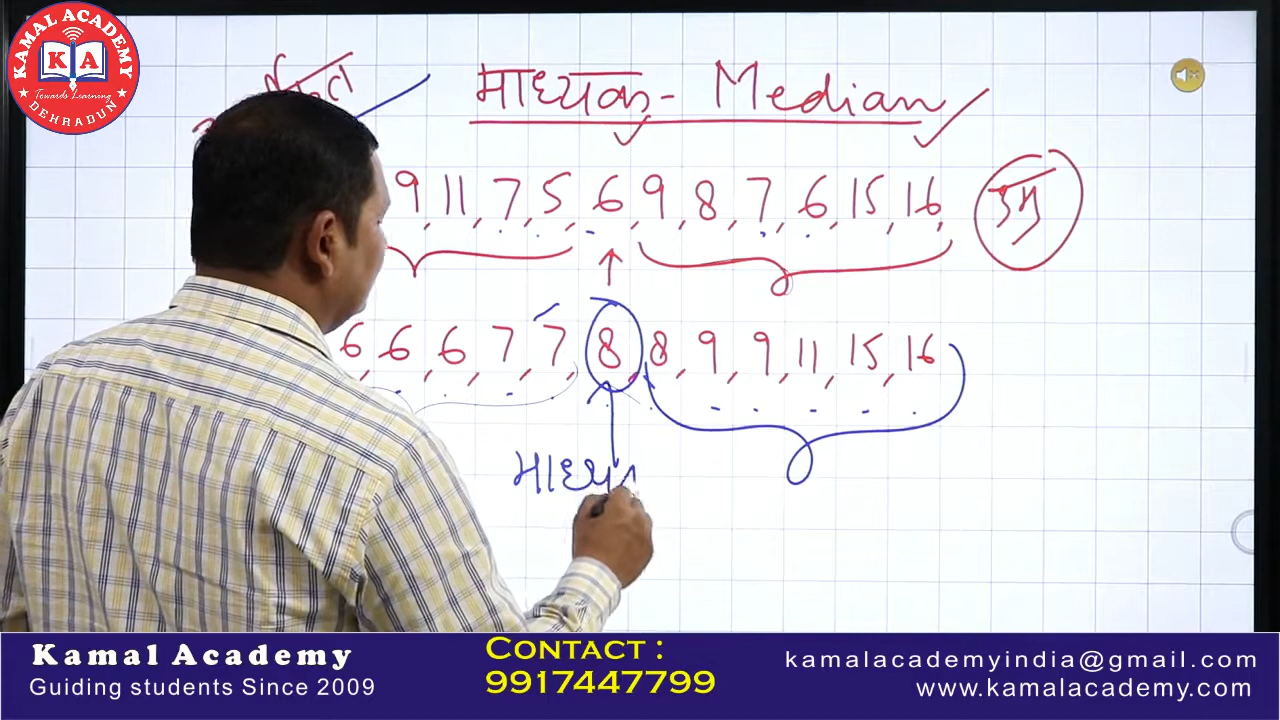 KAMAL ACADEMY
K A
Towards Learning
DEHRADUN
माध्यक - Median
9, 11, 7, 5, 6, 9, 8, 7, 6, 15, 16, क्रम
6, 6, 6, 7, 7, 8, 8, 9, 9, 11, 15, 16
Kamal Academy
Guiding students Since 2009
CONTACT :
9917447799
kamalacademyindia@gmail.com
www.kamalacademy.com